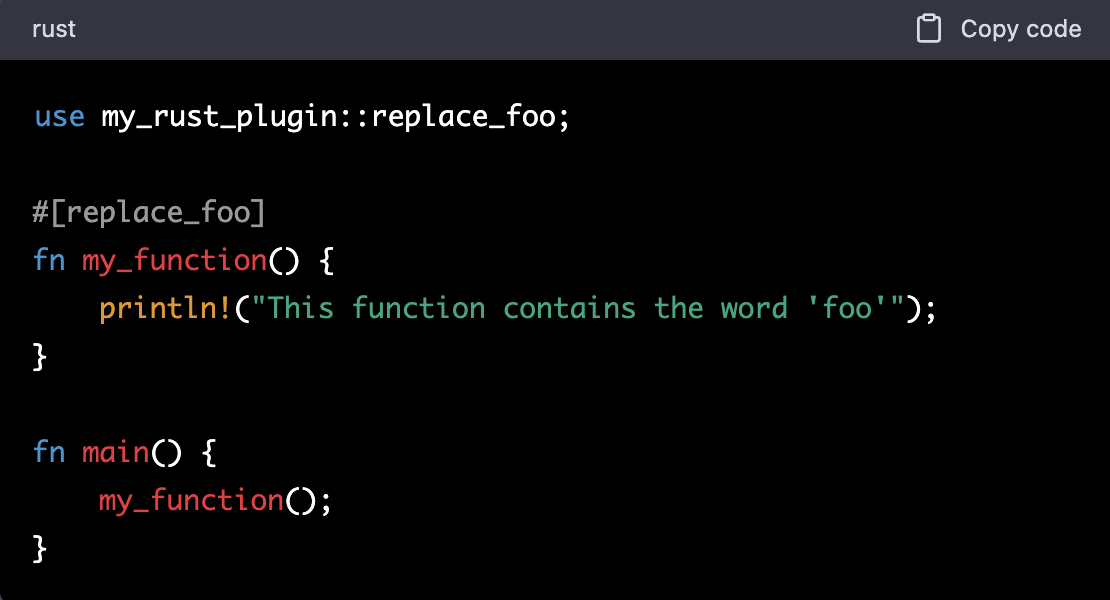 rust
Copy code
use my_rust_plugin::replace_foo;
#[replace_foo]
fn my_function() {
    println!("This function contains the word 'foo'");
}
fn main() {
    my_function();
}